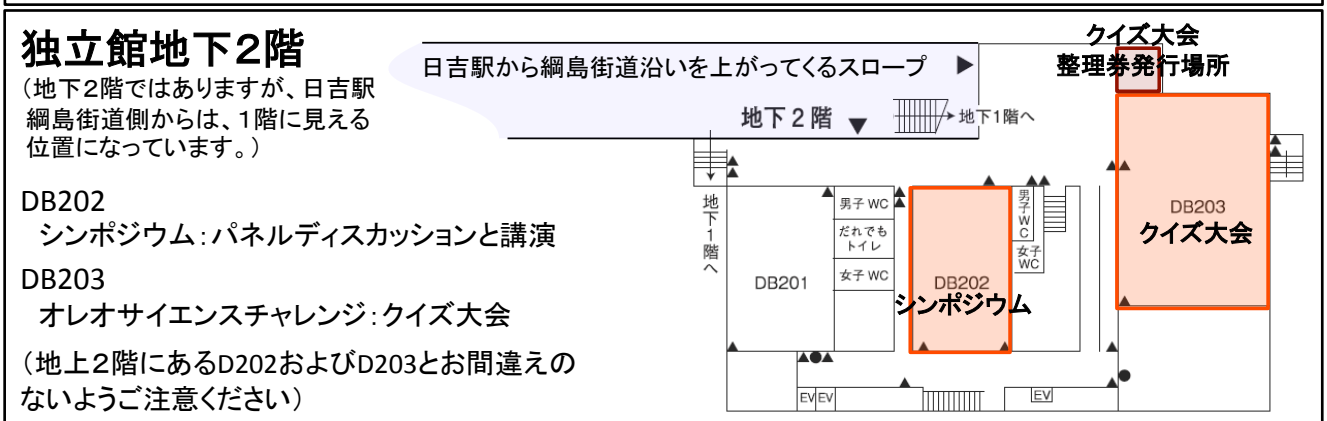 独立館地下２階
（地下２階ではありますが、日吉駅
綱島街道側からは、１階に見える
位置になっています。）
DB202
シンポジウム：パネルディスカッションと講演
DB203
オレオサイエンスチャレンジ：クイズ大会
（地上２階にあるD202およびD203とお間違えの
ないようご注意ください）
日吉駅から綱島街道沿いを上がってくるスロープ ▶
地下２階 ▼
地下1階へ
クイズ大会
整理券発行場所
地下1階へ
DB201
男子 WC
だれでも
トイレ
女子 WC
DB202
シンポジウム
男子WC
女子
WC
DB203
クイズ大会
EV
EV
EV